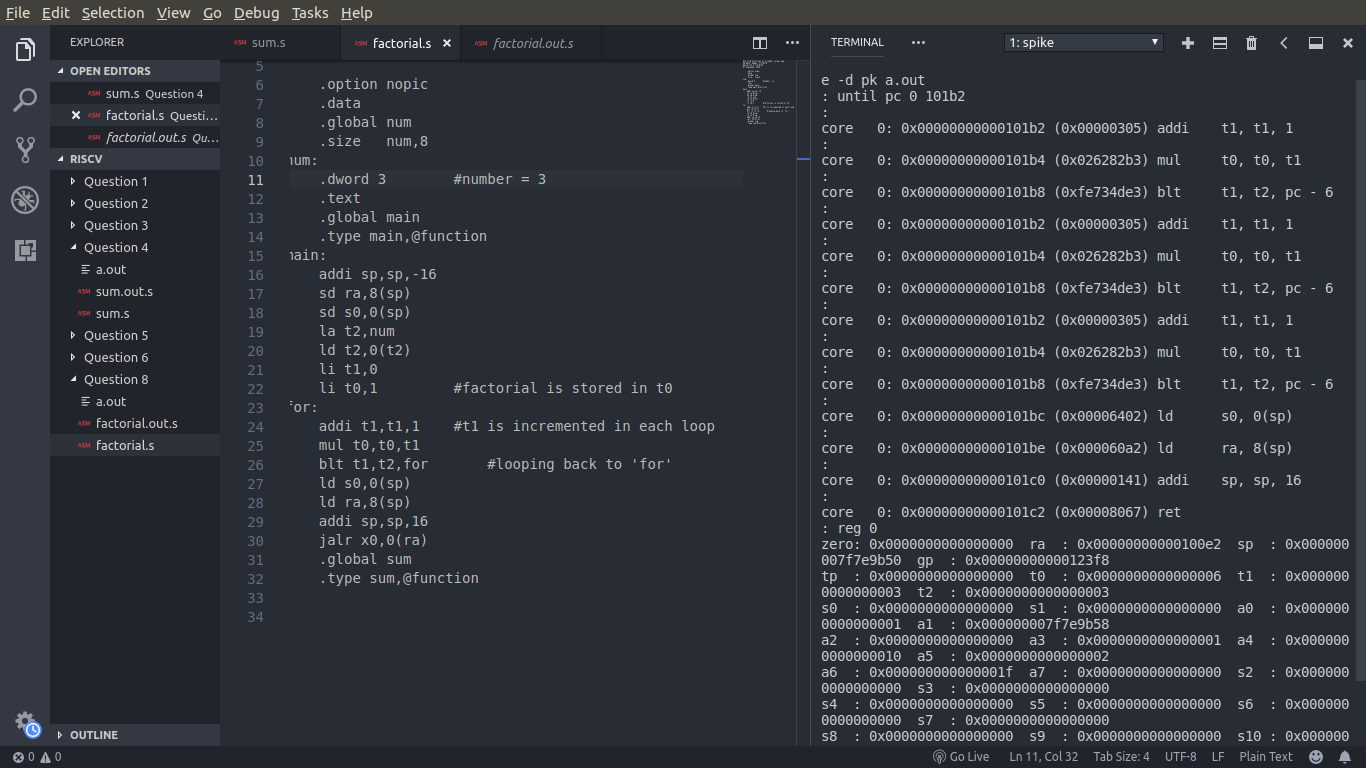 File Edit Selection View Go Debug Tasks Help
EXPLORER
OPEN EDITORS
ASM sum.s Question 4
ASM factorial.s Questi...
ASM factorial.out.s Qu...
RISCV
Question 1
Question 2
Question 3
Question 4
a.out
ASM sum.out.s
ASM sum.s
Question 5
Question 6
Question 8
a.out
ASM factorial.out.s
ASM factorial.s
OUTLINE
ASM sum.s ASM factorial.s ASM factorial.out.s
5
6 .option nopic
7 .data
8 .global num
9 .size num,8
10 num:
11 .dword 3 #number = 3
12 .text
13 .global main
14 .type main,@function
15 main:
16 addi sp,sp,-16
17 sd ra,8(sp)
18 sd s0,0(sp)
19 la t2,num
20 ld t2,0(t2)
21 li t1,0
22 li t0,1 #factorial is stored in t0
23 for:
24 addi t1,t1,1 #t1 is incremented in each loop
25 mul t0,t0,t1
26 blt t1,t2,for #looping back to 'for'
27 ld s0,0(sp)
28 ld ra,8(sp)
29 addi sp,sp,16
30 jalr x0,0(ra)
31 .global sum
32 .type sum,@function
33
34
TERMINAL ... 1: spike
e -d pk a.out
: until pc 0 101b2
:
core 0: 0x00000000000101b2 (0x00000305) addi t1, t1, 1
:
core 0: 0x00000000000101b4 (0x026282b3) mul t0, t0, t1
:
core 0: 0x00000000000101b8 (0xfe734de3) blt t1, t2, pc - 6
:
core 0: 0x00000000000101b2 (0x00000305) addi t1, t1, 1
:
core 0: 0x00000000000101b4 (0x026282b3) mul t0, t0, t1
:
core 0: 0x00000000000101b8 (0xfe734de3) blt t1, t2, pc - 6
:
core 0: 0x00000000000101b2 (0x00000305) addi t1, t1, 1
:
core 0: 0x00000000000101b4 (0x026282b3) mul t0, t0, t1
:
core 0: 0x00000000000101b8 (0xfe734de3) blt t1, t2, pc - 6
:
core 0: 0x00000000000101bc (0x00006402) ld s0, 0(sp)
:
core 0: 0x00000000000101be (0x000060a2) ld ra, 8(sp)
:
core 0: 0x00000000000101c0 (0x00000141) addi sp, sp, 16
:
core 0: 0x00000000000101c2 (0x00008067) ret
: reg 0
zero: 0x0000000000000000 ra : 0x00000000000100e2 sp : 0x000000
007f7e9b50 gp : 0x00000000000123f8
tp : 0x0000000000000000 t0 : 0x0000000000000006 t1 : 0x000000
0000000003 t2 : 0x0000000000000003
s0 : 0x0000000000000000 s1 : 0x0000000000000000 a0 : 0x000000
0000000001 a1 : 0x000000007f7e9b58
a2 : 0x0000000000000000 a3 : 0x0000000000000001 a4 : 0x000000
0000000010 a5 : 0x0000000000000002
a6 : 0x000000000000001f a7 : 0x0000000000000000 s2 : 0x000000
0000000000 s3 : 0x0000000000000000
s4 : 0x0000000000000000 s5 : 0x0000000000000000 s6 : 0x000000
0000000000 s7 : 0x0000000000000000
s8 : 0x0000000000000000 s9 : 0x0000000000000000 s10 : 0x000000
0 0 Go Live Ln 11, Col 32 Tab Size: 4 UTF-8 LF Plain Text